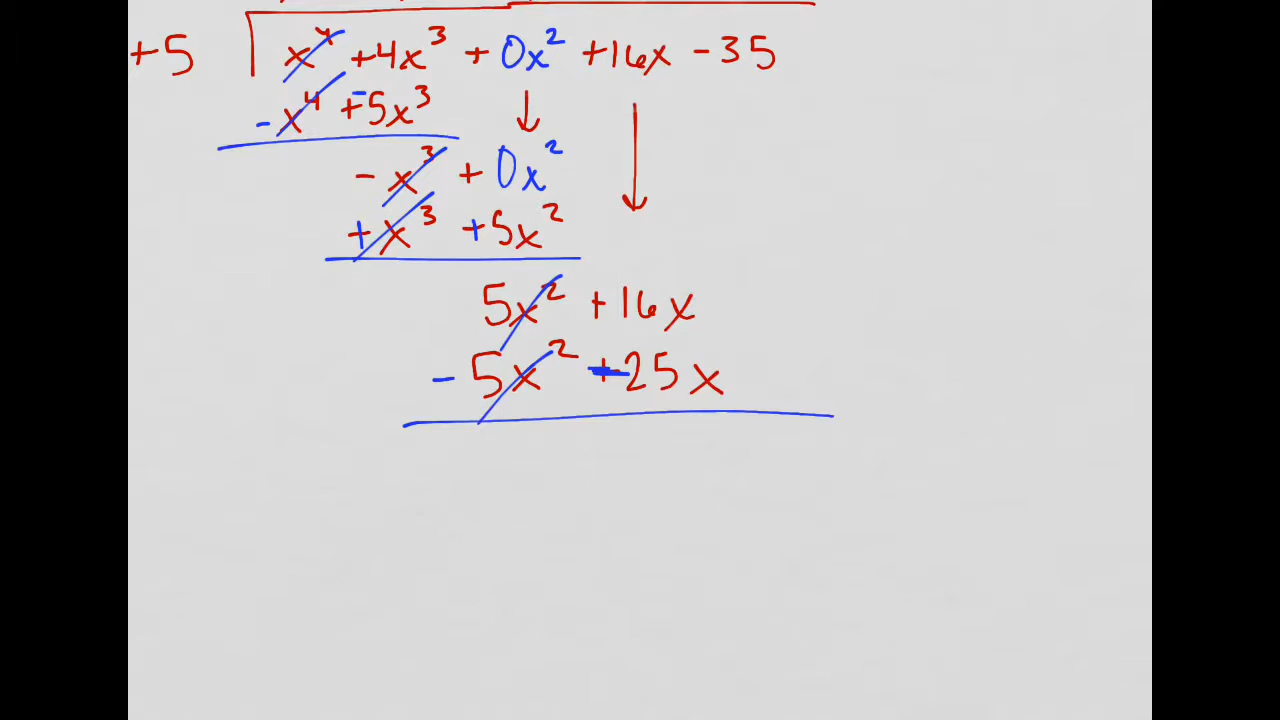 +5 x⁴ +4x³ + 0x² +16x -35
- x⁴ +-5x³
- x³ + 0x²
+ x³ +5x²
5x² +16x
- 5x² +-25x